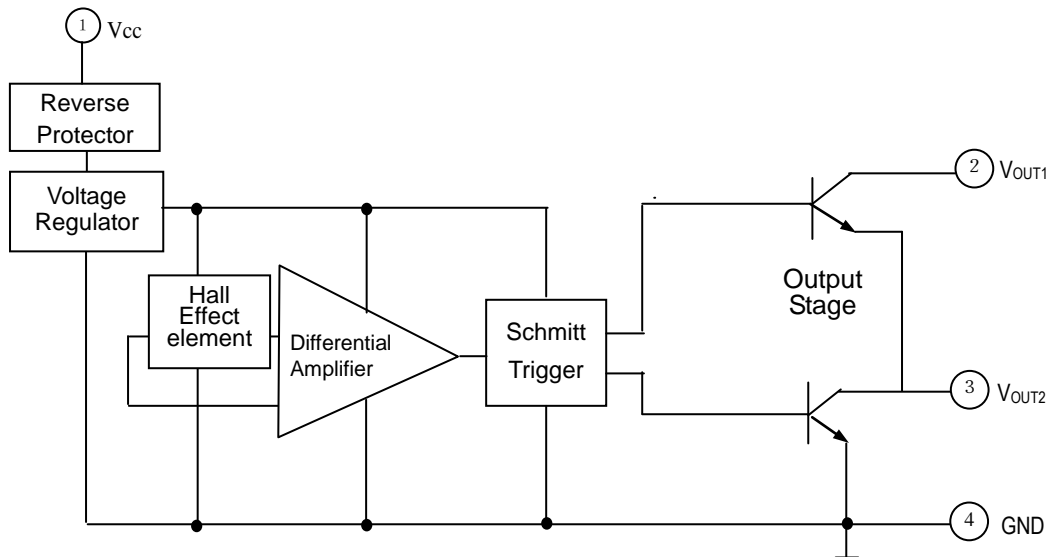 1 Vcc
Reverse
Protector
Voltage
Regulator
Hall
Effect
element
Differential
Amplifier
Schmitt
Trigger
Output
Stage
2 VOUT1
3 VOUT2
4 GND